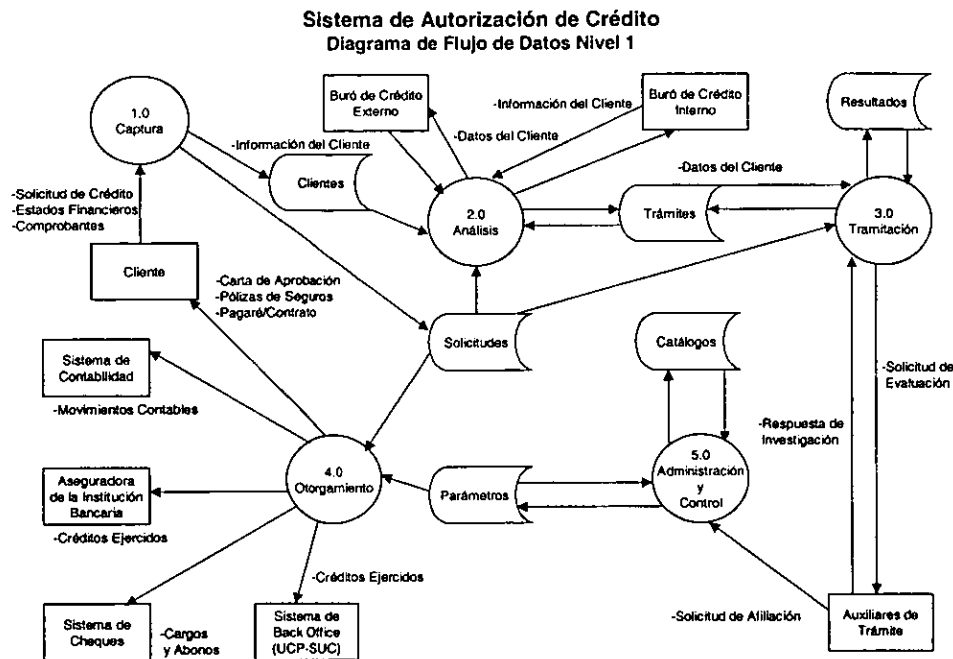 Sistema de Autorización de Crédito
Diagrama de Flujo de Datos Nivel 1
1.0
Captura
Buró de Crédito
Externo
-Información del Cliente
-Datos del Cliente
Buró de Crédito
Interno
Resultados
-Información del Cliente
Clientes
2.0
Análisis
-Datos del Cliente
Trámites
3.0
Tramitación
-Solicitud de Crédito
-Estados Financieros
-Comprobantes
Cliente
-Carta de Aprobación
-Pólizas de Seguros
-Pagaré/Contrato
Solicitudes
Catálogos
Sistema de
Contabilidad
-Movimientos Contables
-Solicitud de
Evaluación
-Respuesta de
Investigación
4.0
Otorgamiento
Parámetros
5.0
Administración
y
Control
Aseguradora
de la Institución
Bancaria
-Créditos Ejercidos
-Créditos Ejercidos
Sistema de
Cheques
-Cargos
y Abonos
Sistema de
Back Office
(UCP-SUC)
-Solicitud de Afiliación
Auxiliares de
Trámite